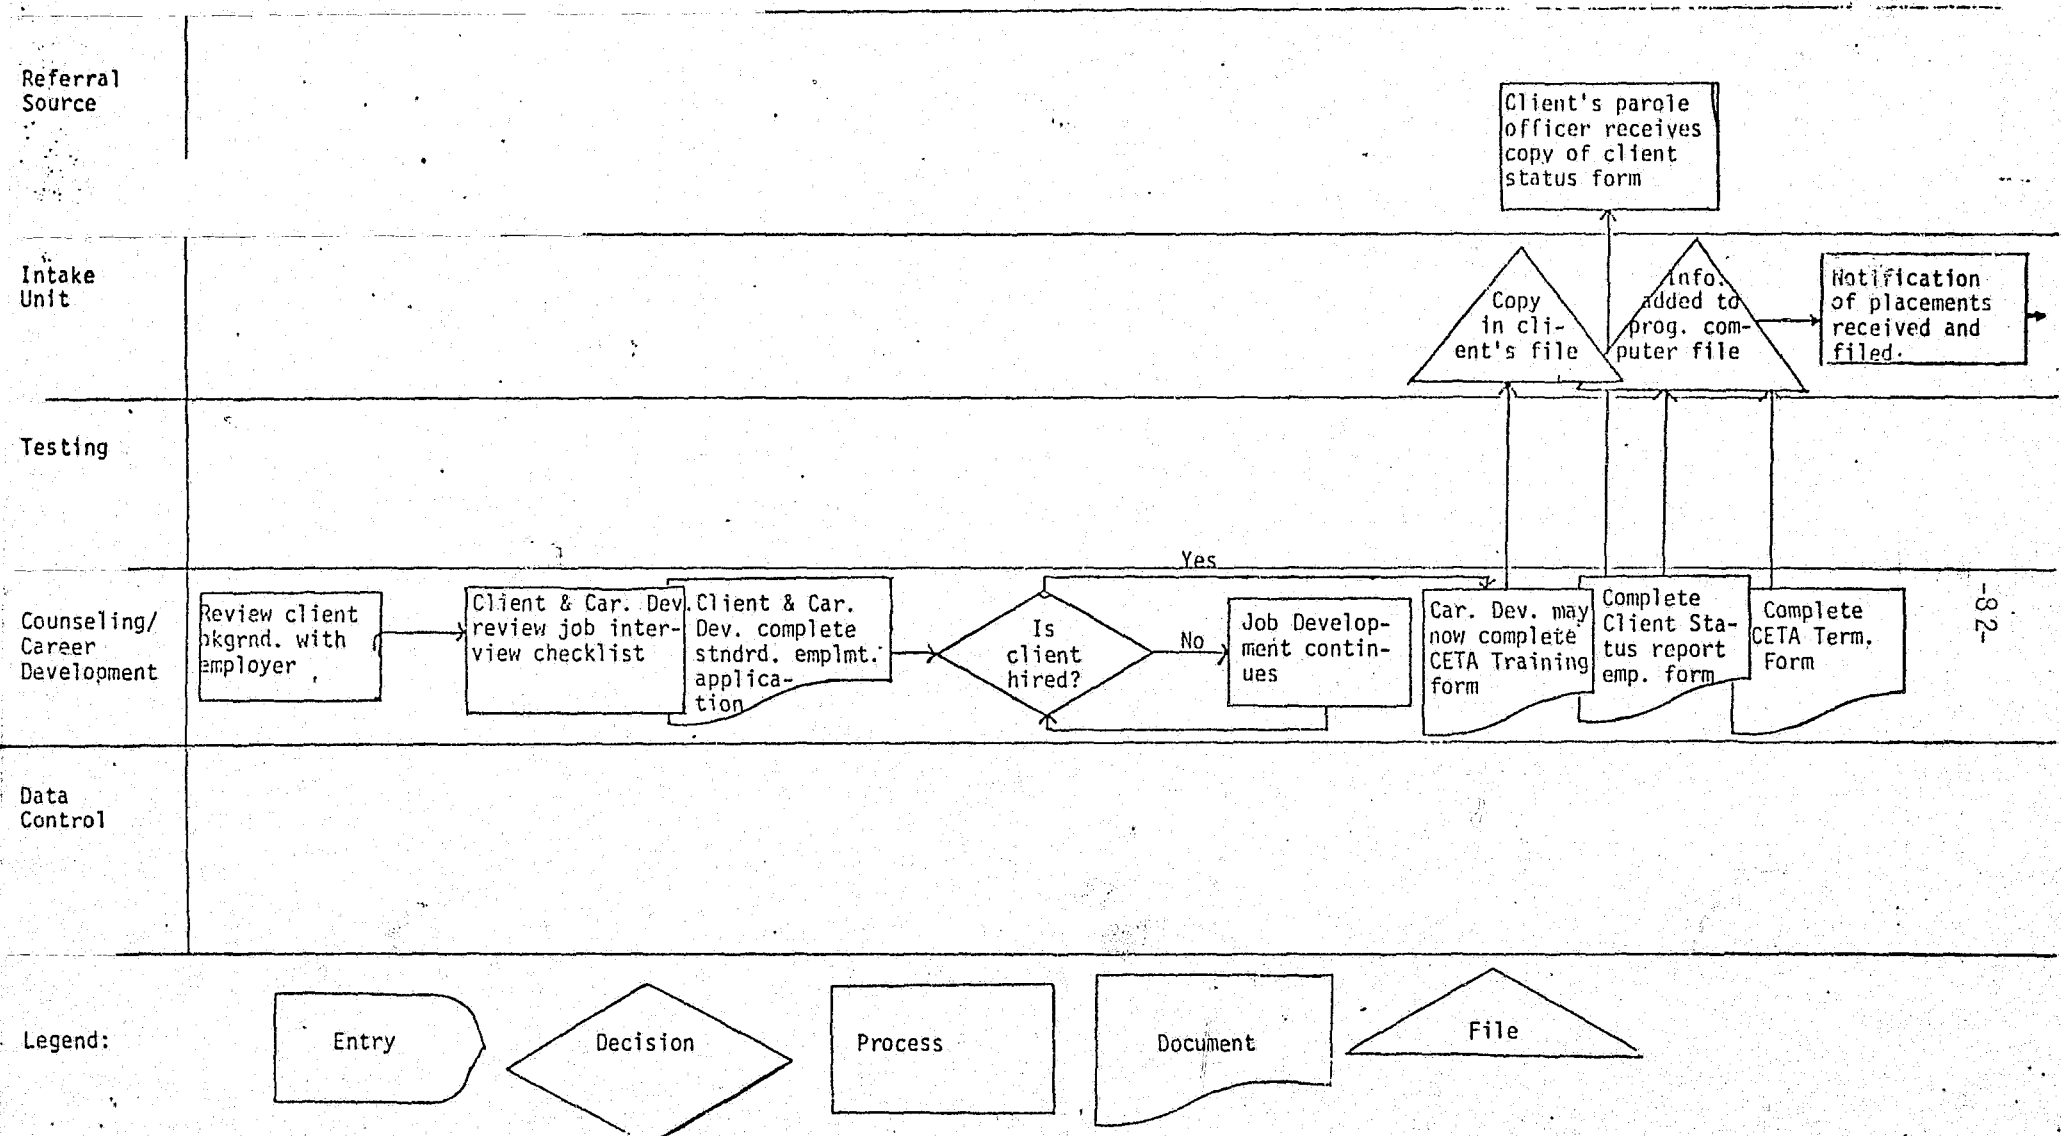 Referral
Source
Client's parole
officer receives
copy of client
status form
Intake
Unit
Copy
in cli-
ent's file
Info.
added to
prog. com-
puter file
Notification
of placements
received and
filed.
Testing
Yes
Counseling/
Career
Development
Review client
bkgrnd. with
employer
Client & Car. Dev.
review job inter-
view checklist
Client & Car.
Dev. complete
stndrd. emplmt.
applica-
tion
Is
client
hired?
No
Job Develop-
ment contin-
ues
Car. Dev. may
now complete
CETA Training
form
Complete
Client Sta-
tus report
emp. form
Complete
CETA Term.
Form
-82-
Data
Control
Legend:
Entry
Decision
Process
Document
File